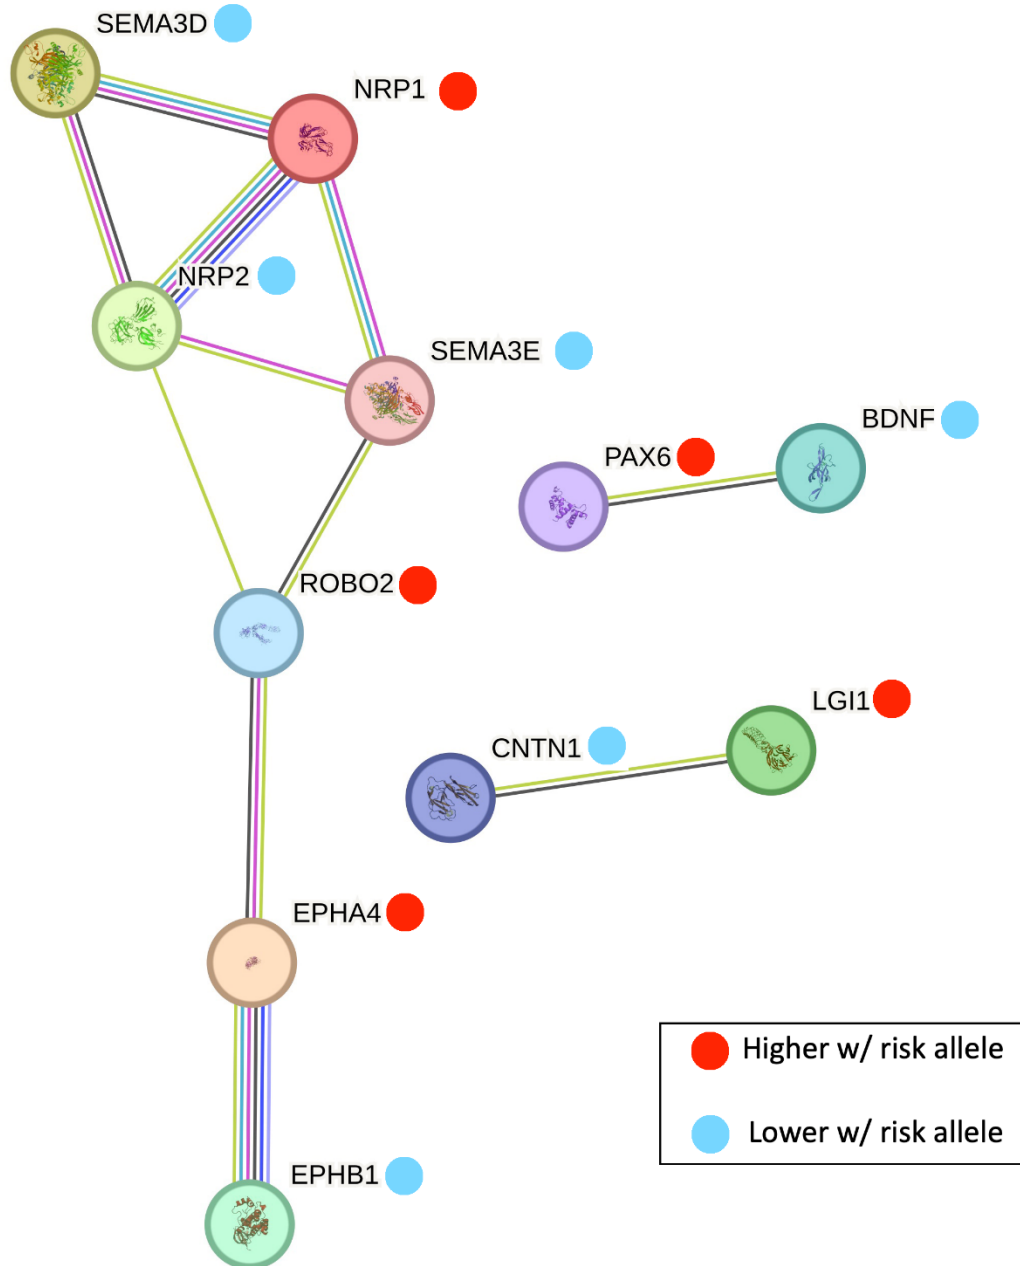 SEMA3D
NRP1
NRP2
SEMA3E
BDNF
PAX6
ROBO2
LGI1
CNTN1
EPHA4
Higher w/ risk allele
Lower w/ risk allele
EPHB1